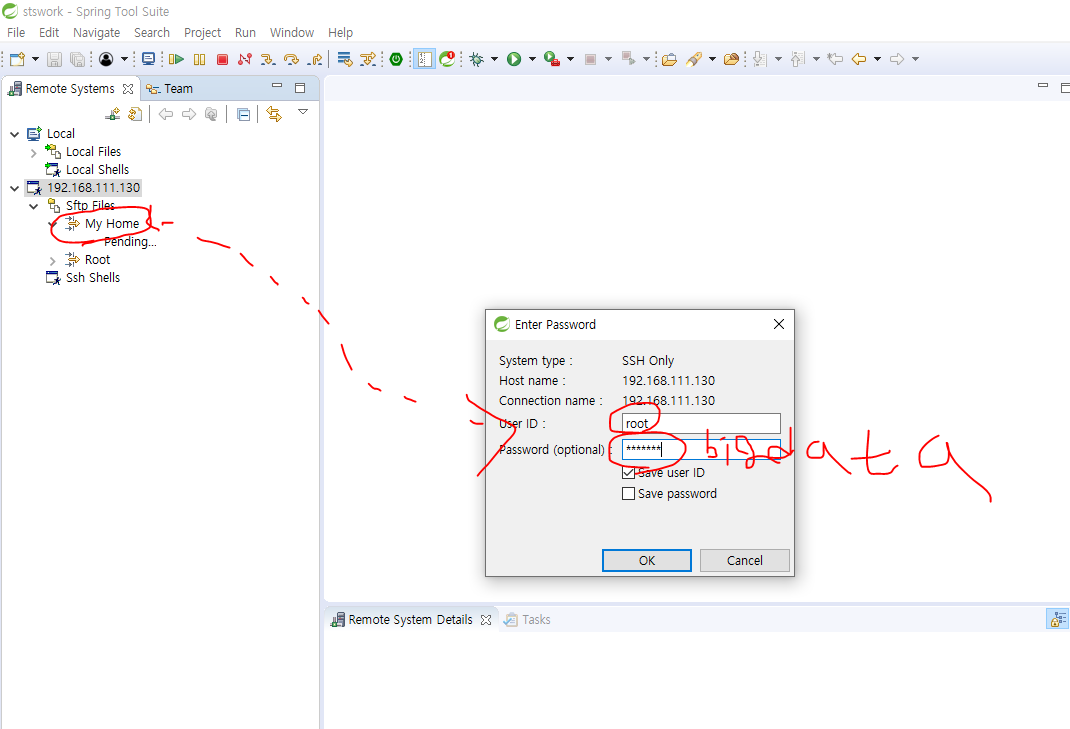 stswork - Spring Tool Suite
File Edit Navigate Search Project Run Window Help
Remote Systems Team
Local
Local Files
Local Shells
192.168.111.130
Sftp Files
My Home
Pending...
Root
Ssh Shells
Enter Password
System type : SSH Only
Host name : 192.168.111.130
Connection name : 192.168.111.130
User ID : root
Password (optional) : ******* bigdata
Save user ID
Save password
OK Cancel
Remote System Details Tasks